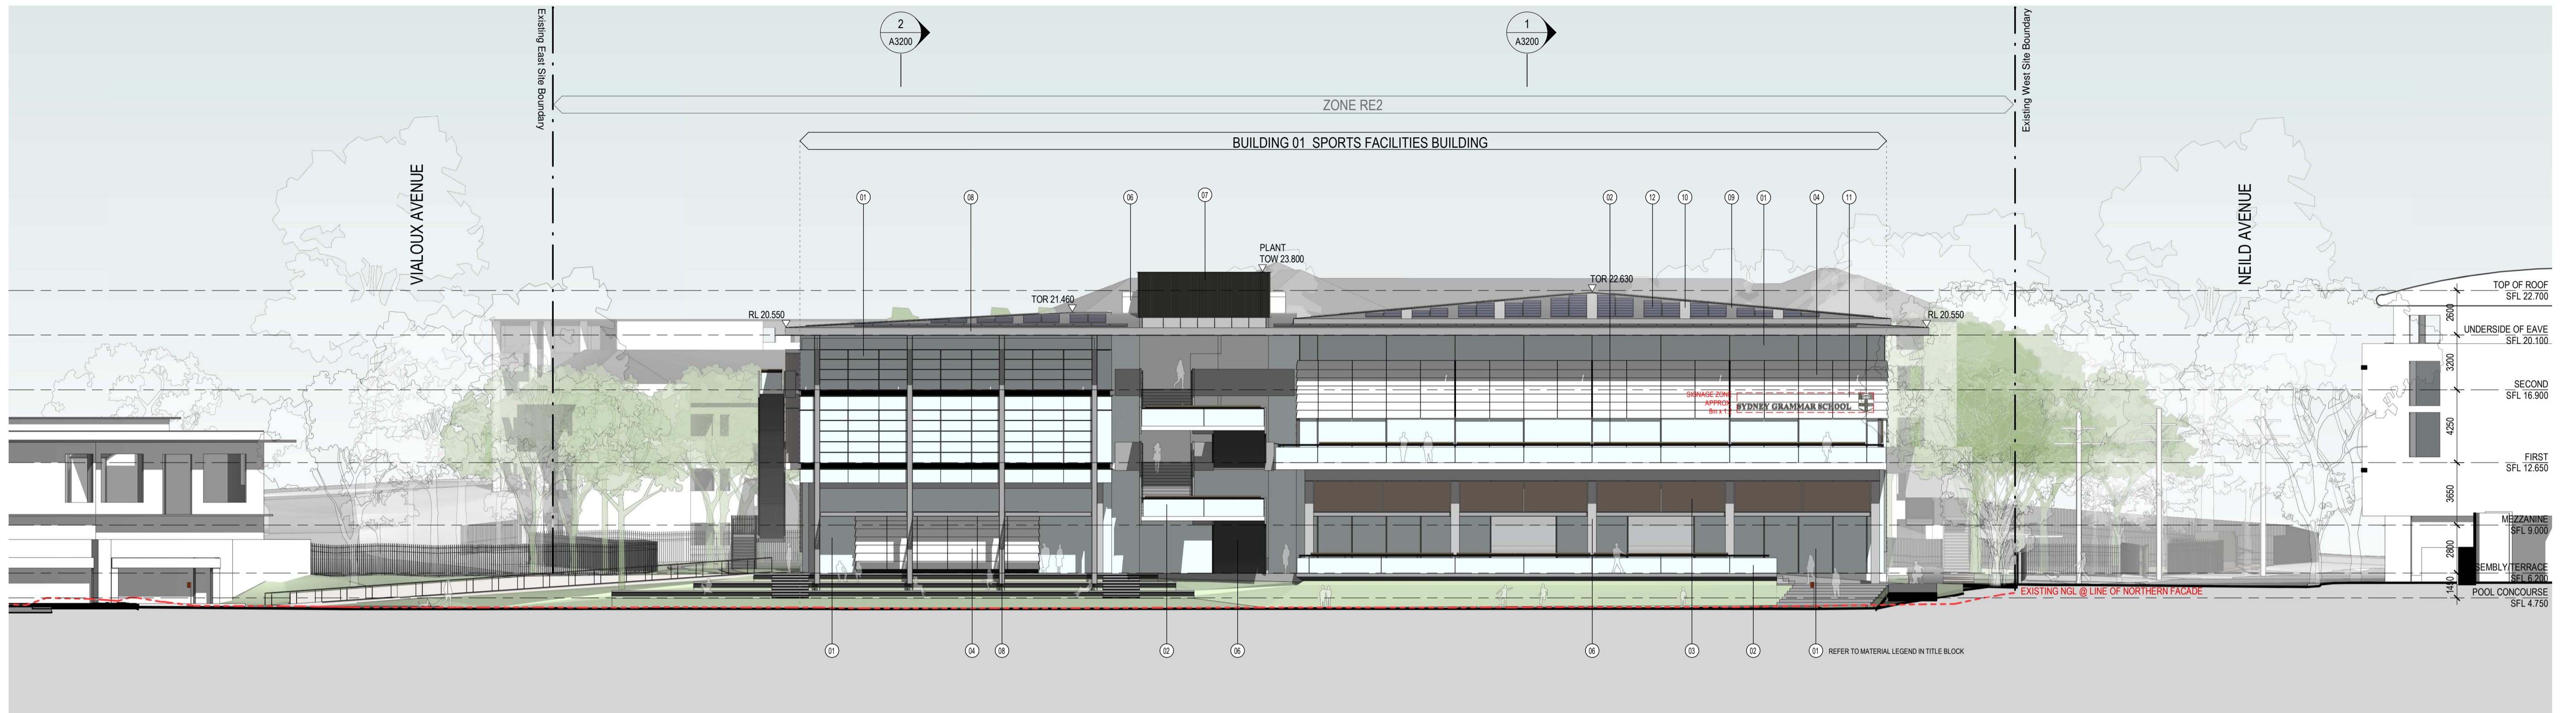 2
A3200
1
A3200
Existing East Site Boundary
Existing West Site Boundary
ZONE RE2
BUILDING 01 SPORTS FACILITIES BUILDING
VIALOUX AVENUE
NEILD AVENUE
01
08
06
07
02
12
10
09
01
04
11
PLANT
TOW 23.800
TOR 21.460
TOR 22.630
RL 20.550
RL 20.550
TOP OF ROOF
SFL 22.700
2600
UNDERSIDE OF EAVE
SFL 20.100
3200
SECOND
SFL 16.900
4250
FIRST
SFL 12.650
3650
MEZZANINE
SFL 9.000
2800
SEMBLY/TERRACE
SFL 6.200
1450
POOL CONCOURSE
SFL 4.750
SIGNAGE ZONE
APPROX
SYDNEY GRAMMAR SCHOOL
EXISTING NGL @ LINE OF NORTHERN FACADE
01
04
08
02
06
06
03
02
01
REFER TO MATERIAL LEGEND IN TITLE BLOCK